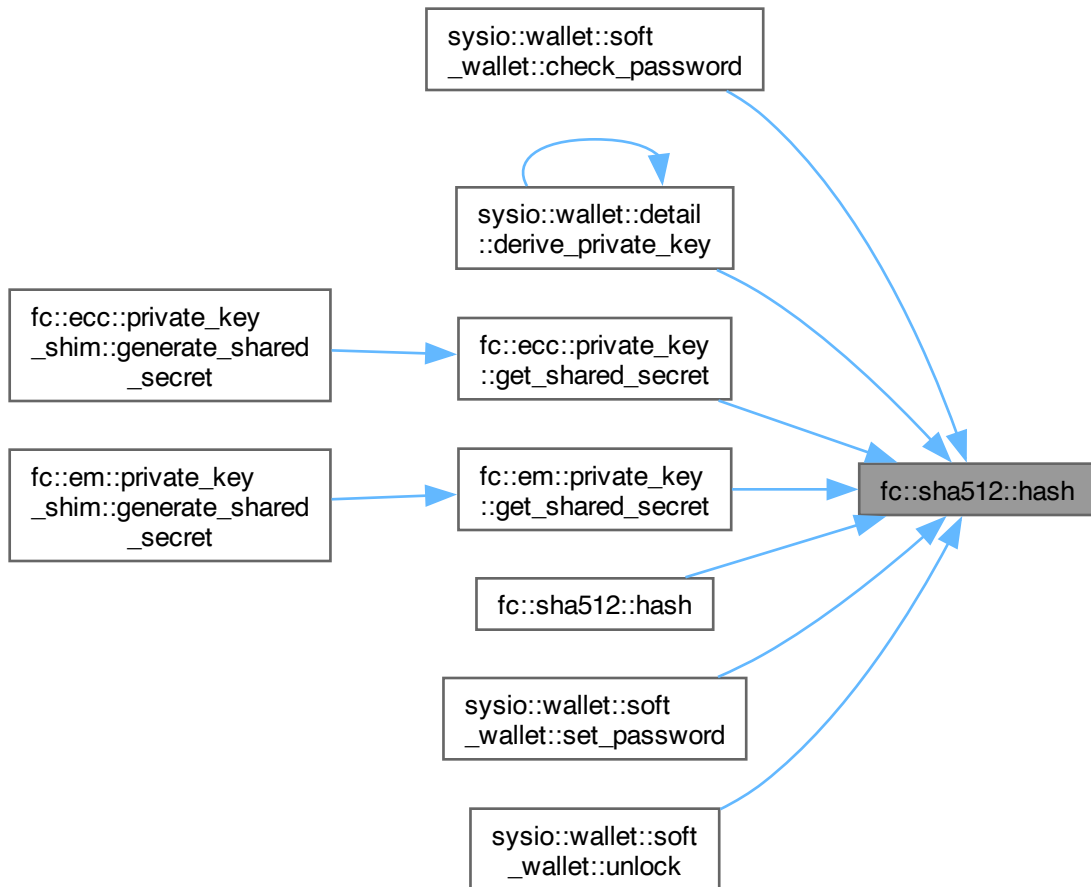 sysio::wallet::soft
_wallet::check_password
sysio::wallet::detail
::derive_private_key
fc::ecc::private_key
_shim::generate_shared
_secret
fc::ecc::private_key
::get_shared_secret
fc::em::private_key
_shim::generate_shared
_secret
fc::em::private_key
::get_shared_secret
fc::sha512::hash
fc::sha512::hash
sysio::wallet::soft
_wallet::set_password
sysio::wallet::soft
_wallet::unlock